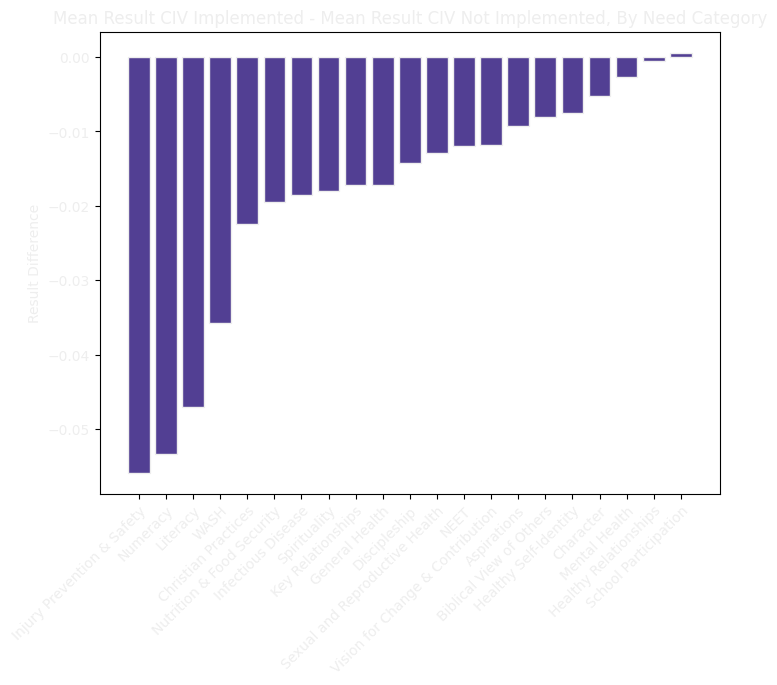 Mean Result CIV Implemented - Mean Result CIV Not Implemented, By Need Category
Result Difference
0.00
−0.01
−0.02
−0.03
−0.04
−0.05
Injury Prevention & Safety
Numeracy
Literacy
WASH
Christian Practices
Nutrition & Food Security
Infectious Disease
Spirituality
Key Relationships
General Health
Discipleship
Sexual and Reproductive Health
NEET
Vision for Change & Contribution
Aspirations
Biblical View of Others
Healthy Self-Identity
Character
Mental Health
Healthy Relationships
School Participation